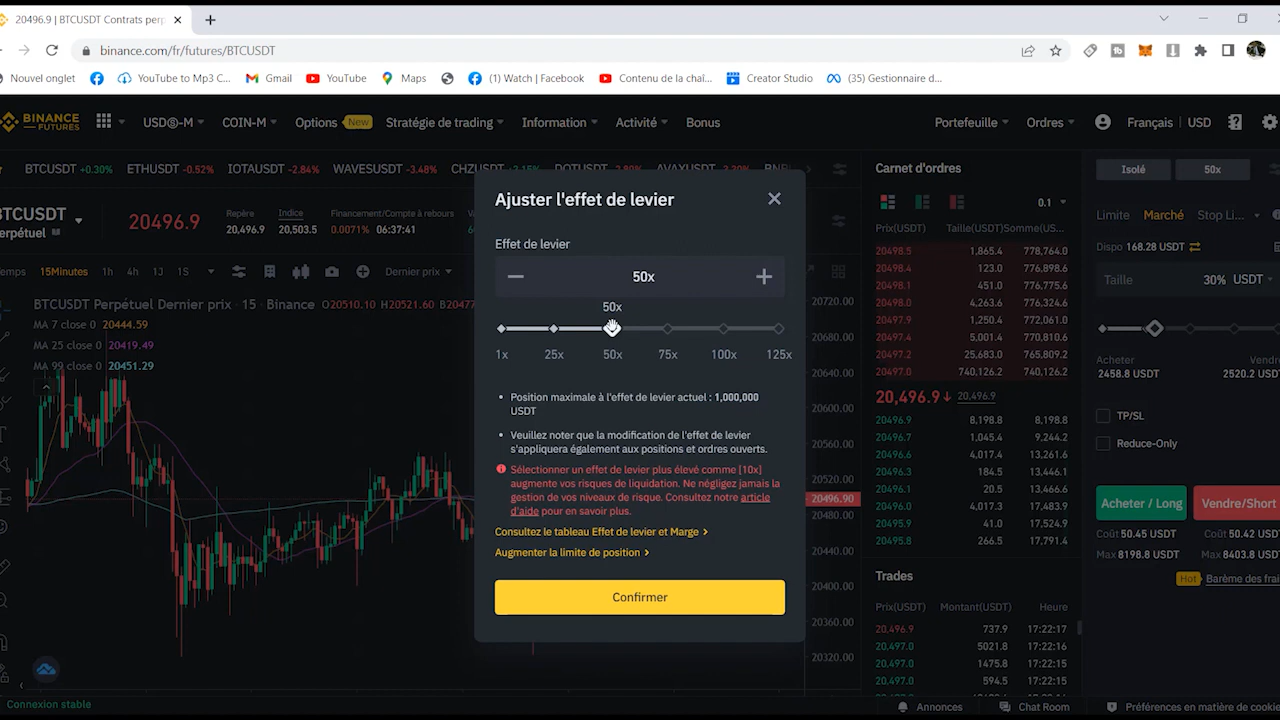 20496.9 | BTCUSDT Contrats perp
binance.com/fr/futures/BTCUSDT
Nouvel onglet
YouTube to Mp3 C...
Gmail
YouTube
Maps
(1) Watch | Facebook
Contenu de la chaî...
Creator Studio
(35) Gestionnaire d...
BINANCE
FUTURES
USDⓈ-M
COIN-M
Options
New
Stratégie de trading
Information
Activité
Bonus
Portefeuille
Ordres
Français
USD
BTCUSDT +0.30%
ETHUSDT -0.52%
IOTAUSDT -2.84%
WAVESUSDT -3.48%
BTCUSDT
erpétuel
20496.9
Repère
20,496.9
Indice
20,503.5
Financement/Compte à rebours
0.0071% 06:37:41
emps
15Minutes
1h
4h
1J
1S
Dernier prix
BTCUSDT Perpétuel Dernier prix · 15 · Binance O20510.10 H20521.60 B2047
MA 7 close 0 20444.59
MA 25 close 0 20419.49
MA 99 close 0 20451.29
Ajuster l'effet de levier
Effet de levier
50x
50x
1x
25x
50x
75x
100x
125x
• Position maximale à l'effet de levier actuel : 1,000,000
USDT
• Veuillez noter que la modification de l'effet de levier
s'appliquera également aux positions et ordres ouverts.
Sélectionner un effet de levier plus élevé comme [10x]
augmente vos risques de liquidation. Ne négligez jamais la
gestion de vos niveaux de risque. Consultez notre article
d'aide pour en savoir plus.
Consultez le tableau Effet de levier et Marge
Augmenter la limite de position
Confirmer
20720.00
20680.00
20640.00
20600.00
20560.00
20520.00
20496.90
20480.00
20440.00
20400.00
20360.00
20320.00
Carnet d'ordres
0.1
Prix(USDT) Taille(USDT) Somme(US...
20498.5 1,865.4 778,764.0
20498.4 123.0 776,898.6
20498.1 451.0 776,775.6
20498.0 4,263.6 776,324.6
20497.9 1,250.4 772,061.0
20497.4 5,001.4 770,810.6
20497.2 25,683.0 765,809.2
20497.0 740,126.2 740,126.2
20,496.9 20,496.9
20496.9 8,198.8 8,198.8
20496.7 1,045.4 9,244.2
20496.6 4,017.4 13,261.6
20496.3 184.5 13,446.1
20496.1 20.5 13,466.6
20496.0 4,017.3 17,483.9
20495.9 41.0 17,524.9
20495.8 266.5 17,791.4
Trades
Prix(USDT) Montant(USDT) Heure
20,496.9 737.9 17:22:17
20,497.0 5021.8 17:22:16
20,497.0 1475.8 17:22:15
20,497.0 594.5 17:22:15
Isolé
50x
Limite
Marché
Stop Li...
Dispo 168.28 USDT
Taille
30% USDT
Acheter
2458.8 USDT
Vendre
2520.2 USDT
TP/SL
Reduce-Only
Acheter / Long
Vendre/Short
Coût 50.45 USDT
Coût 50.42 USDT
Max 8198.8 USDT
Max 8403.8 USDT
Hot
Barème des frai
Connexion stable
Annonces
Chat Room
Préférences en matière de cookie